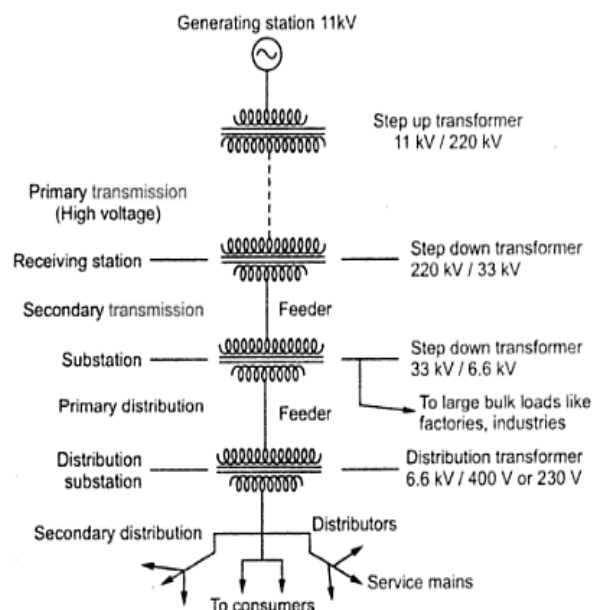 Generating station 11kV
Step up transformer
11 kV / 220 kV
Primary transmission
(High voltage)
Receiving station
Step down transformer
220 kV / 33 kV
Secondary transmission
Feeder
Substation
Step down transformer
33 kV / 6.6 kV
To large bulk loads like
factories, industries
Primary distribution
Feeder
Distribution
substation
Distribution transformer
6.6 kV / 400 V or 230 V
Secondary distribution
Distributors
Service mains
To consumers